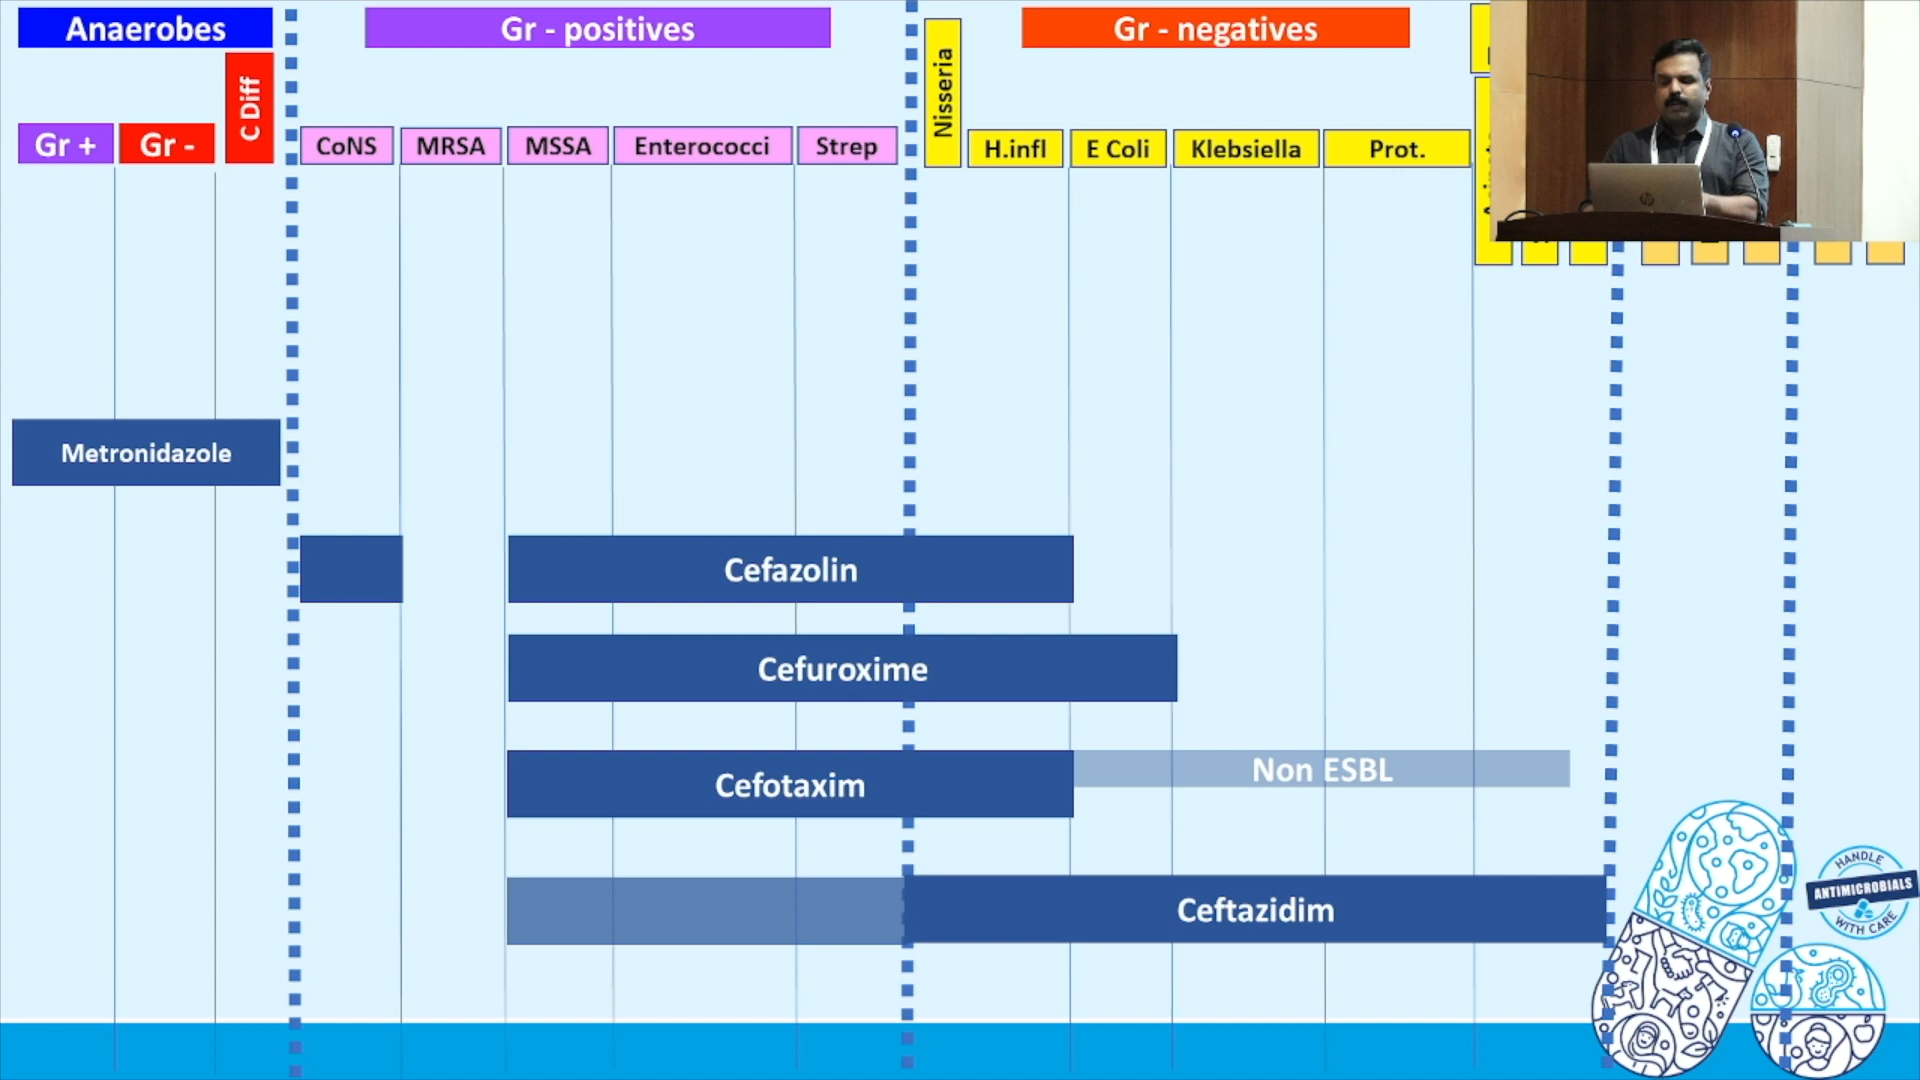 Anaerobes
Gr - positives
Gr - negatives
C Diff
Nisseria
Gr +
Gr -
CoNS
MRSA
MSSA
Enterococci
Strep
H.infl
E Coli
Klebsiella
Prot.
Metronidazole
Cefazolin
Cefuroxime
Cefotaxim
Non ESBL
Ceftazidim
HANDLE
ANTIMICROBIALS
WITH CARE